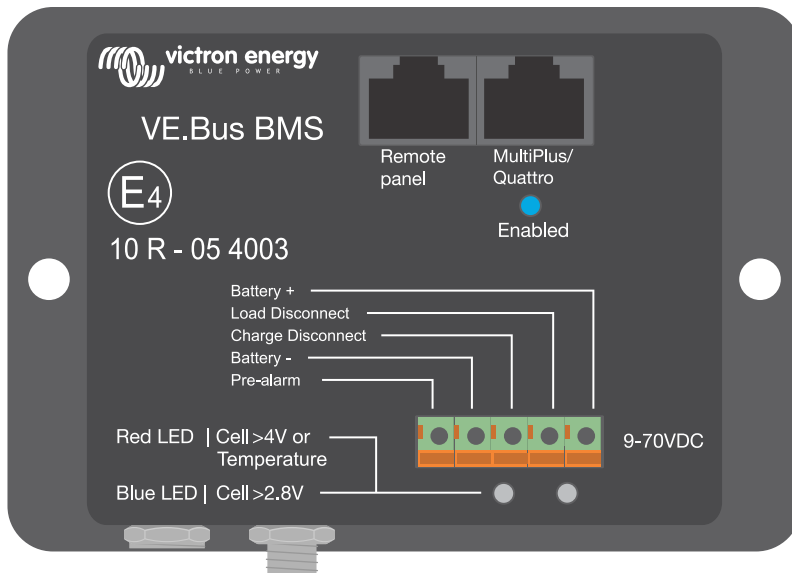 victron energy
BLUE POWER
VE.Bus BMS
Remote
panel
MultiPlus/
Quattro
Enabled
E4
10 R - 05 4003
Battery +
Load Disconnect
Charge Disconnect
Battery -
Pre-alarm
Red LED | Cell >4V or
Temperature
9-70VDC
Blue LED | Cell >2.8V